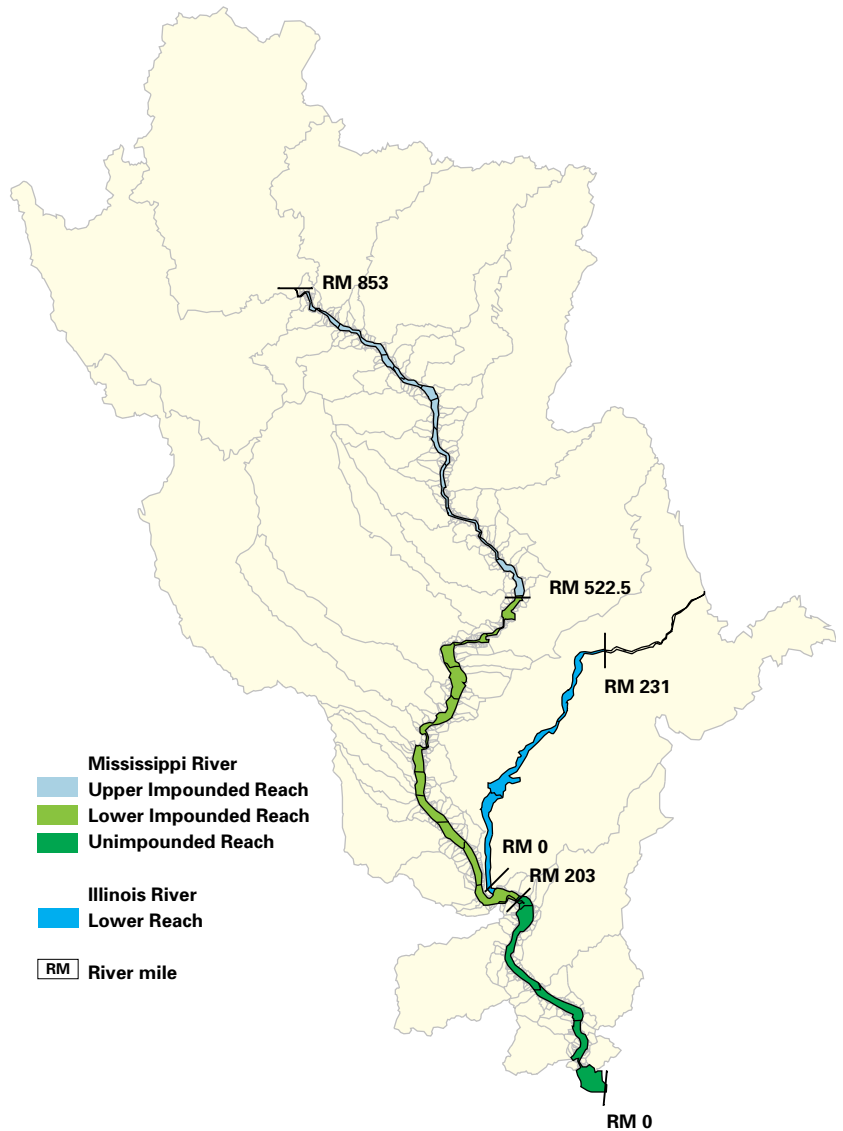 RM 853
RM 522.5
RM 231
Mississippi River
Upper Impounded Reach
Lower Impounded Reach
Unimpounded Reach
RM 0
RM 203
Illinois River
Lower Reach
RM River mile
RM 0